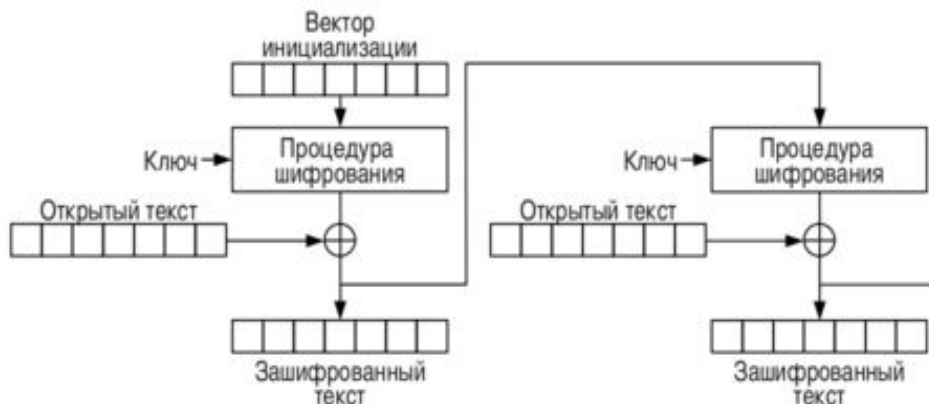 Вектор
инициализации
Ключ
Процедура
шифрования
Открытый текст
Зашифрованный
текст
Ключ
Процедура
шифрования
Открытый текст
Зашифрованный
текст